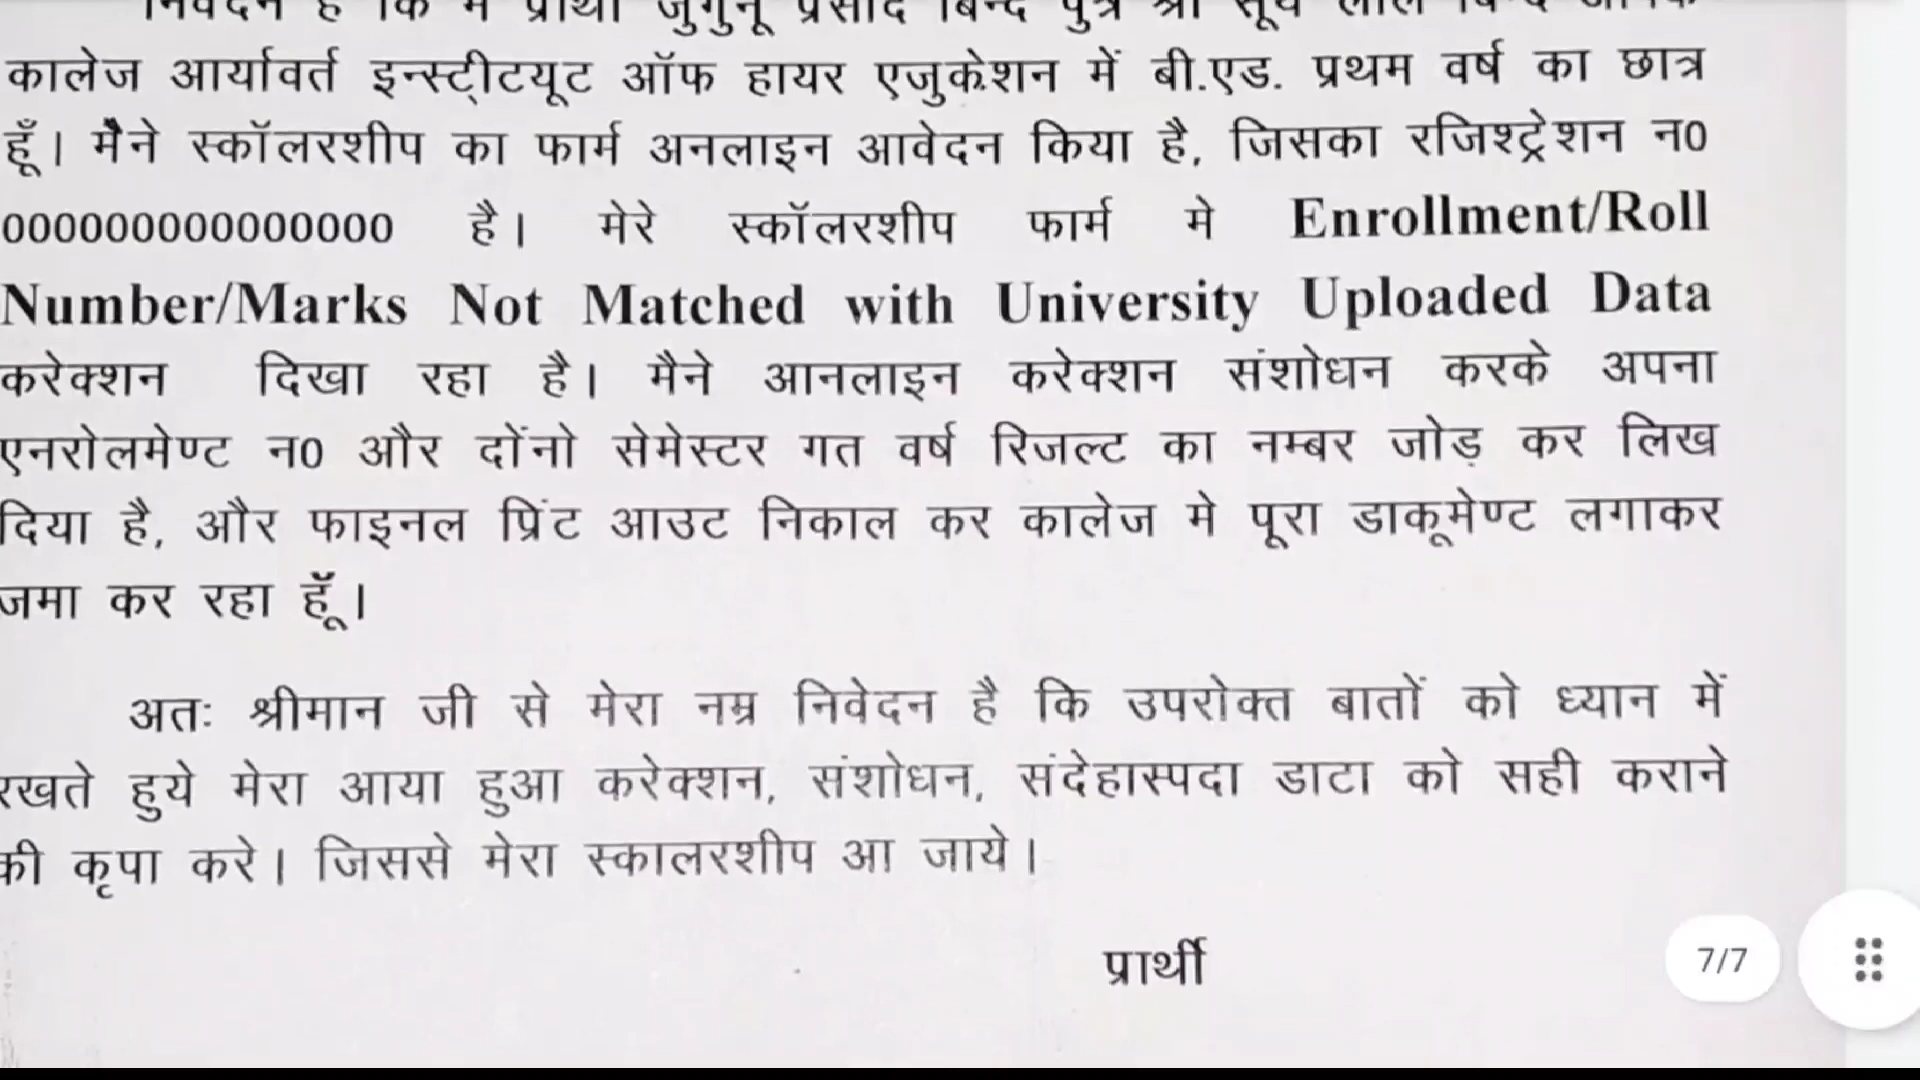 निवेदन है कि मैं प्रार्थी जुगुनू प्रसाद बिन्द पुत्र श्री सूर्य लाल बिन्द आपके
कालेज आर्यावर्त इन्स्टी्टयूट ऑफ हायर एजुकेशन में बी.एड. प्रथम वर्ष का छात्र
हूँ। मैने स्कॉलरशीप का फार्म अनलाइन आवेदन किया है, जिसका रजिश्ट्रेशन न0
000000000000000 है। मेरे स्कॉलरशीप फार्म मे Enrollment/Roll
Number/Marks Not Matched with University Uploaded Data
करेक्शन दिखा रहा है। मैने आनलाइन करेक्शन संशोधन करके अपना
एनरोलमेण्ट न0 और दोंनो सेमेस्टर गत वर्ष रिजल्ट का नम्बर जोड़ कर लिख
दिया है, और फाइनल प्रिंट आउट निकाल कर कालेज मे पूरा डाकूमेण्ट लगाकर
जमा कर रहा हूॅं।
अतः श्रीमान जी से मेरा नम्र निवेदन है कि उपरोक्त बातों को ध्यान में
रखते हुये मेरा आया हुआ करेक्शन, संशोधन, संदेहास्पदा डाटा को सही कराने
की कृपा करे। जिससे मेरा स्कालरशीप आ जाये।
प्रार्थी
7/7